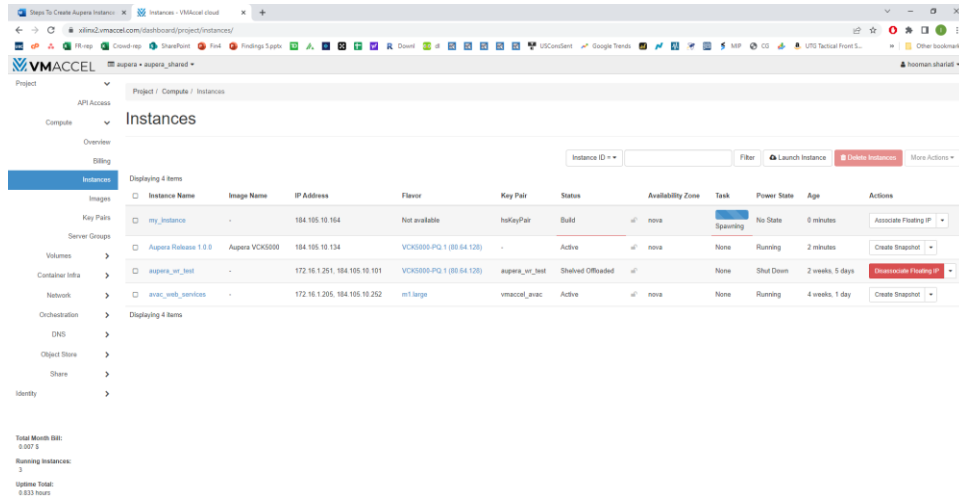 Steps To Create Aupera Instance
Instances - VMAccel cloud
xilinx2.vmaccel.com/dashboard/project/instances/
FR-rep
Crowd-rep
SharePoint
Fin4
Findings 5.pptx
Down
USConsSent
Google Trends
MIP
CG
UTG Tactical Front S...
Other bookmarks
VMACCEL
aupera • aupera_shared
hooman shariati
Project
API Access
Compute
Overview
Billing
Instances
Images
Key Pairs
Server Groups
Volumes
Container Infra
Network
Orchestration
DNS
Object Store
Share
Identity
Total Month Bill:
0.007 $
Running Instances:
3
Uptime Total:
0.833 hours
Project / Compute / Instances
Instances
Instance ID =
Filter
Launch Instance
Delete Instances
More Actions
Displaying 4 items
Instance Name Image Name IP Address Flavor Key Pair Status Availability Zone Task Power State Age Actions
my_instance - 184.105.10.164 Not available hsKeyPair Build nova Spawning No State 0 minutes Associate Floating IP
Aupera Release 1.0.0 Aupera VCK5000 184.105.10.134 VCK5000-PQ.1 (80.64.128) - Active nova None Running 2 minutes Create Snapshot
aupera_wr_test - 172.16.1.251, 184.105.10.101 VCK5000-PQ.1 (80.64.128) aupera_wr_test Shelved Offloaded nova None Shut Down 2 weeks, 5 days Disassociate Floating IP
avac_web_services - 172.16.1.205, 184.105.10.252 m1.large vmaccel_avac Active nova None Running 4 weeks, 1 day Create Snapshot
Displaying 4 items